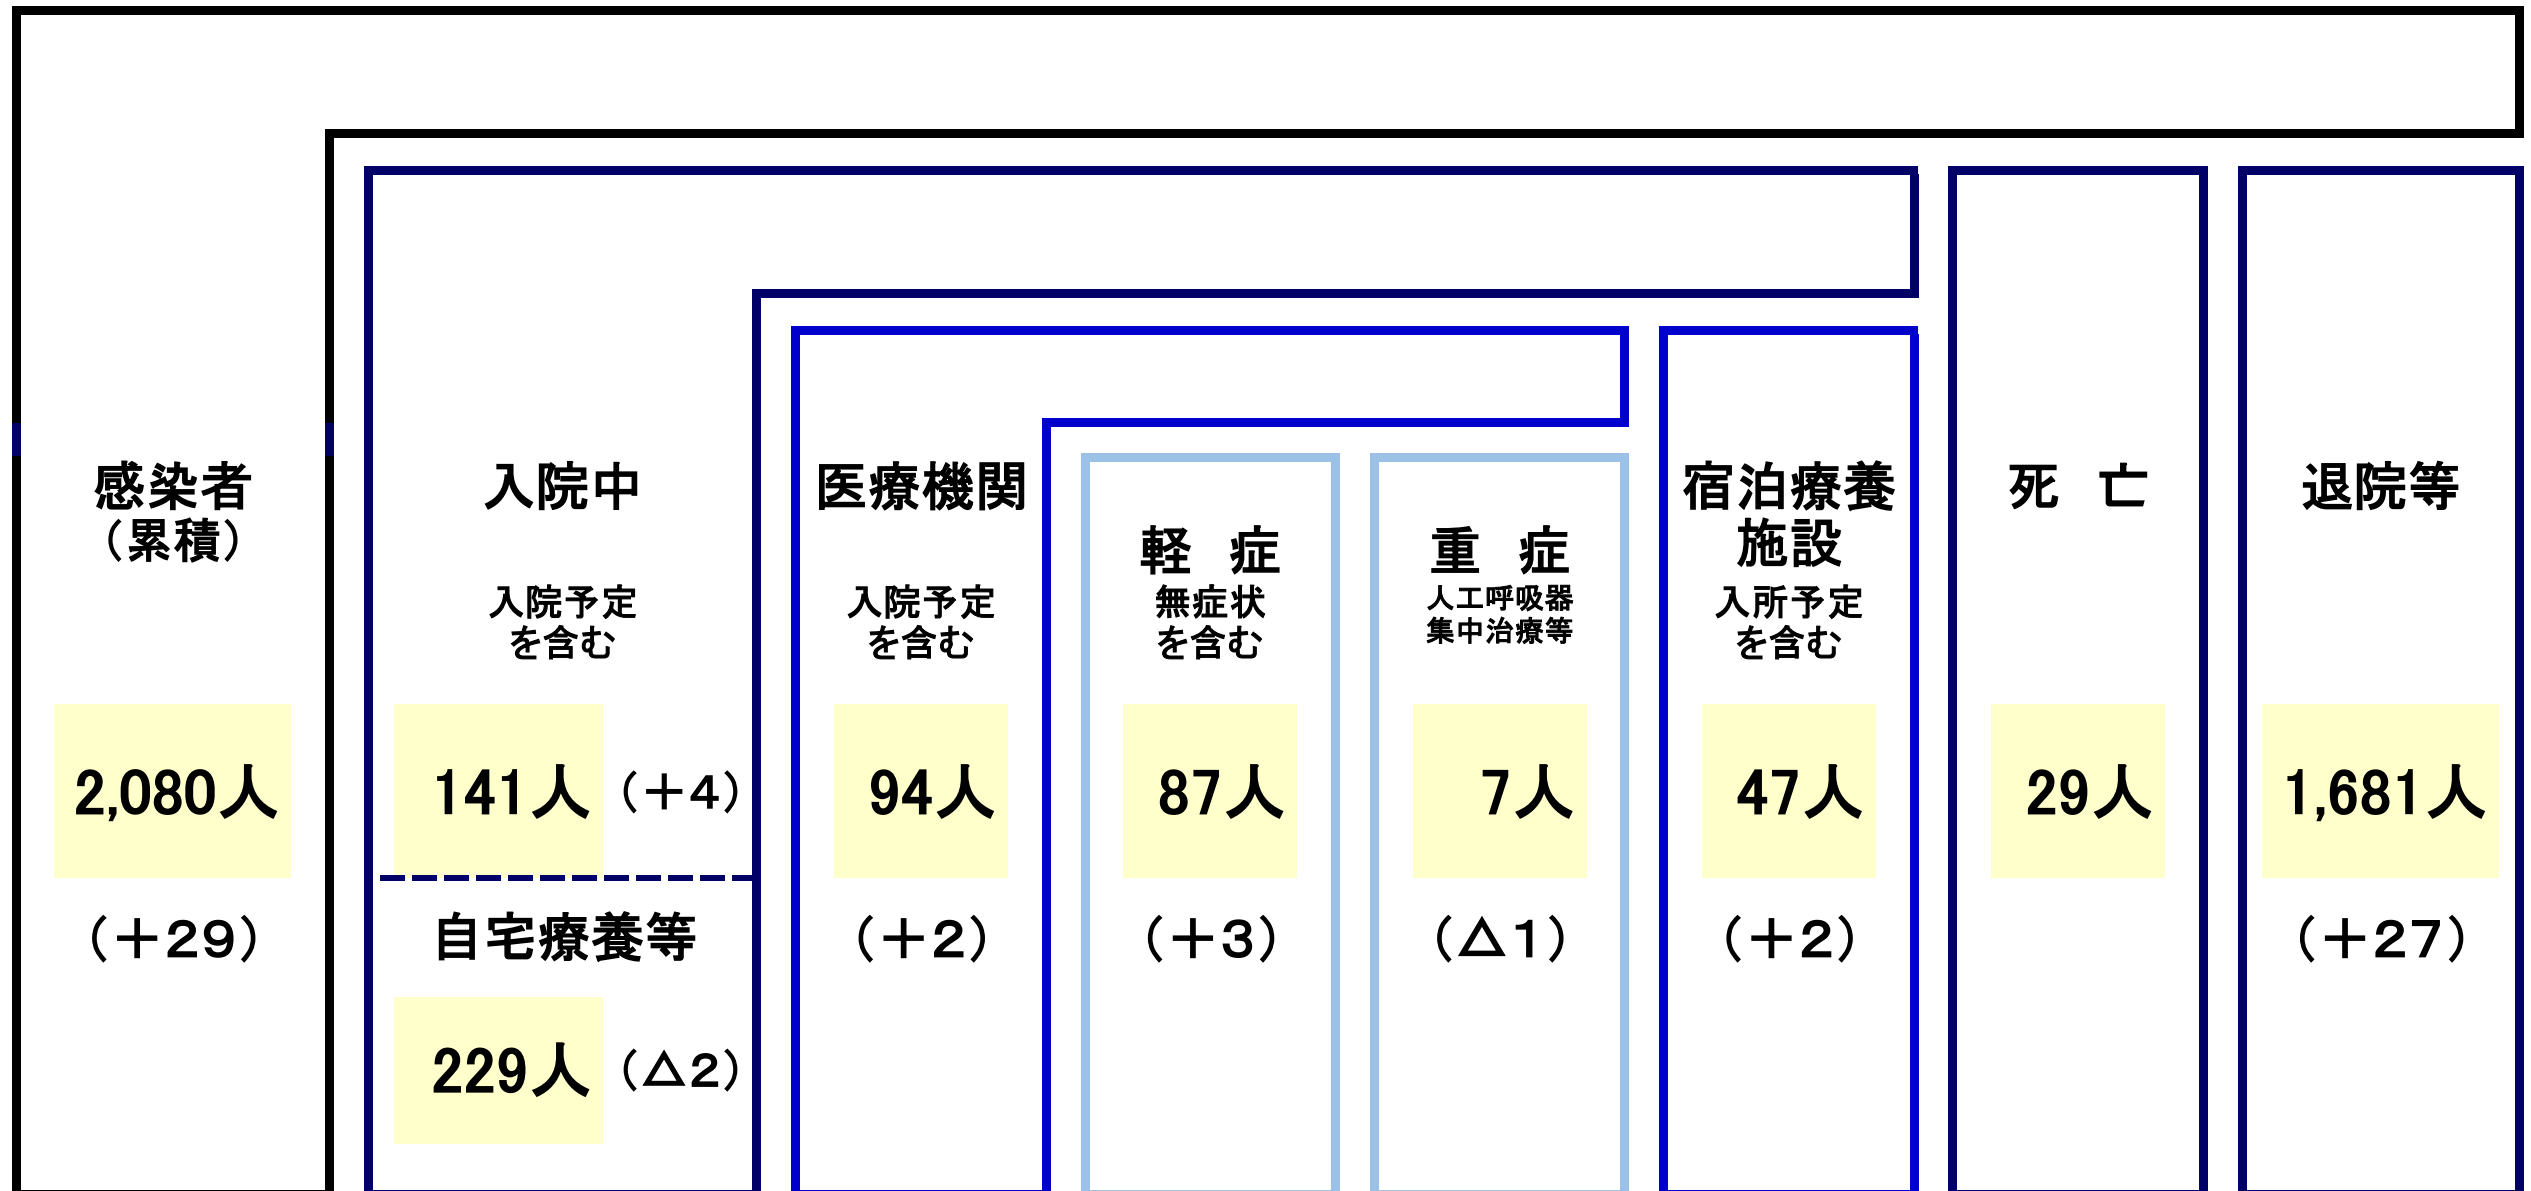 感染者
（累積）
2,080人
（＋29）
入院中
入院予定
を含む
141人（＋4）
自宅療養等
229人（△2）
医療機関
入院予定
を含む
94人
（＋2）
軽　症
無症状
を含む
87人
（＋3）
重　症
人工呼吸器
集中治療等
7人
（△1）
宿泊療養
施設
入所予定
を含む
47人
（＋2）
死　亡
29人
退院等
1,681人
（＋27）